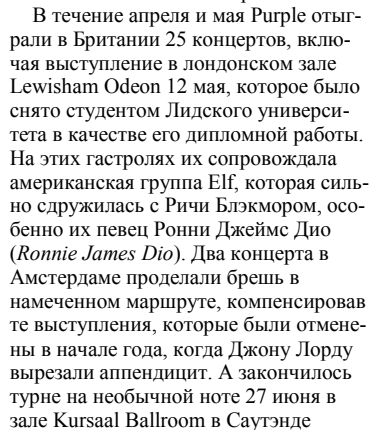 В течение апреля и мая Purple отыг-
рали в Британии 25 концертов, вклю-
чая выступление в лондонском зале
Lewisham Odeon 12 мая, которое было
снято студентом Лидского универси-
тета в качестве его дипломной работы.
На этих гастролях их сопровождала
американская группа Elf, которая силь-
но сдружилась с Ричи Блэкмором, осо-
бенно их певец Ронни Джеймс Дио
(Ronnie James Dio). Два концерта в
Амстердаме проделали брешь в
намеченном маршруте, компенсировав
те выступления, которые были отмене-
ны в начале года, когда Джону Лорду
вырезали аппендицит. А закончилось
турне на необычной ноте 27 июня в
зале Kursaal Ballroom в Саутэнде